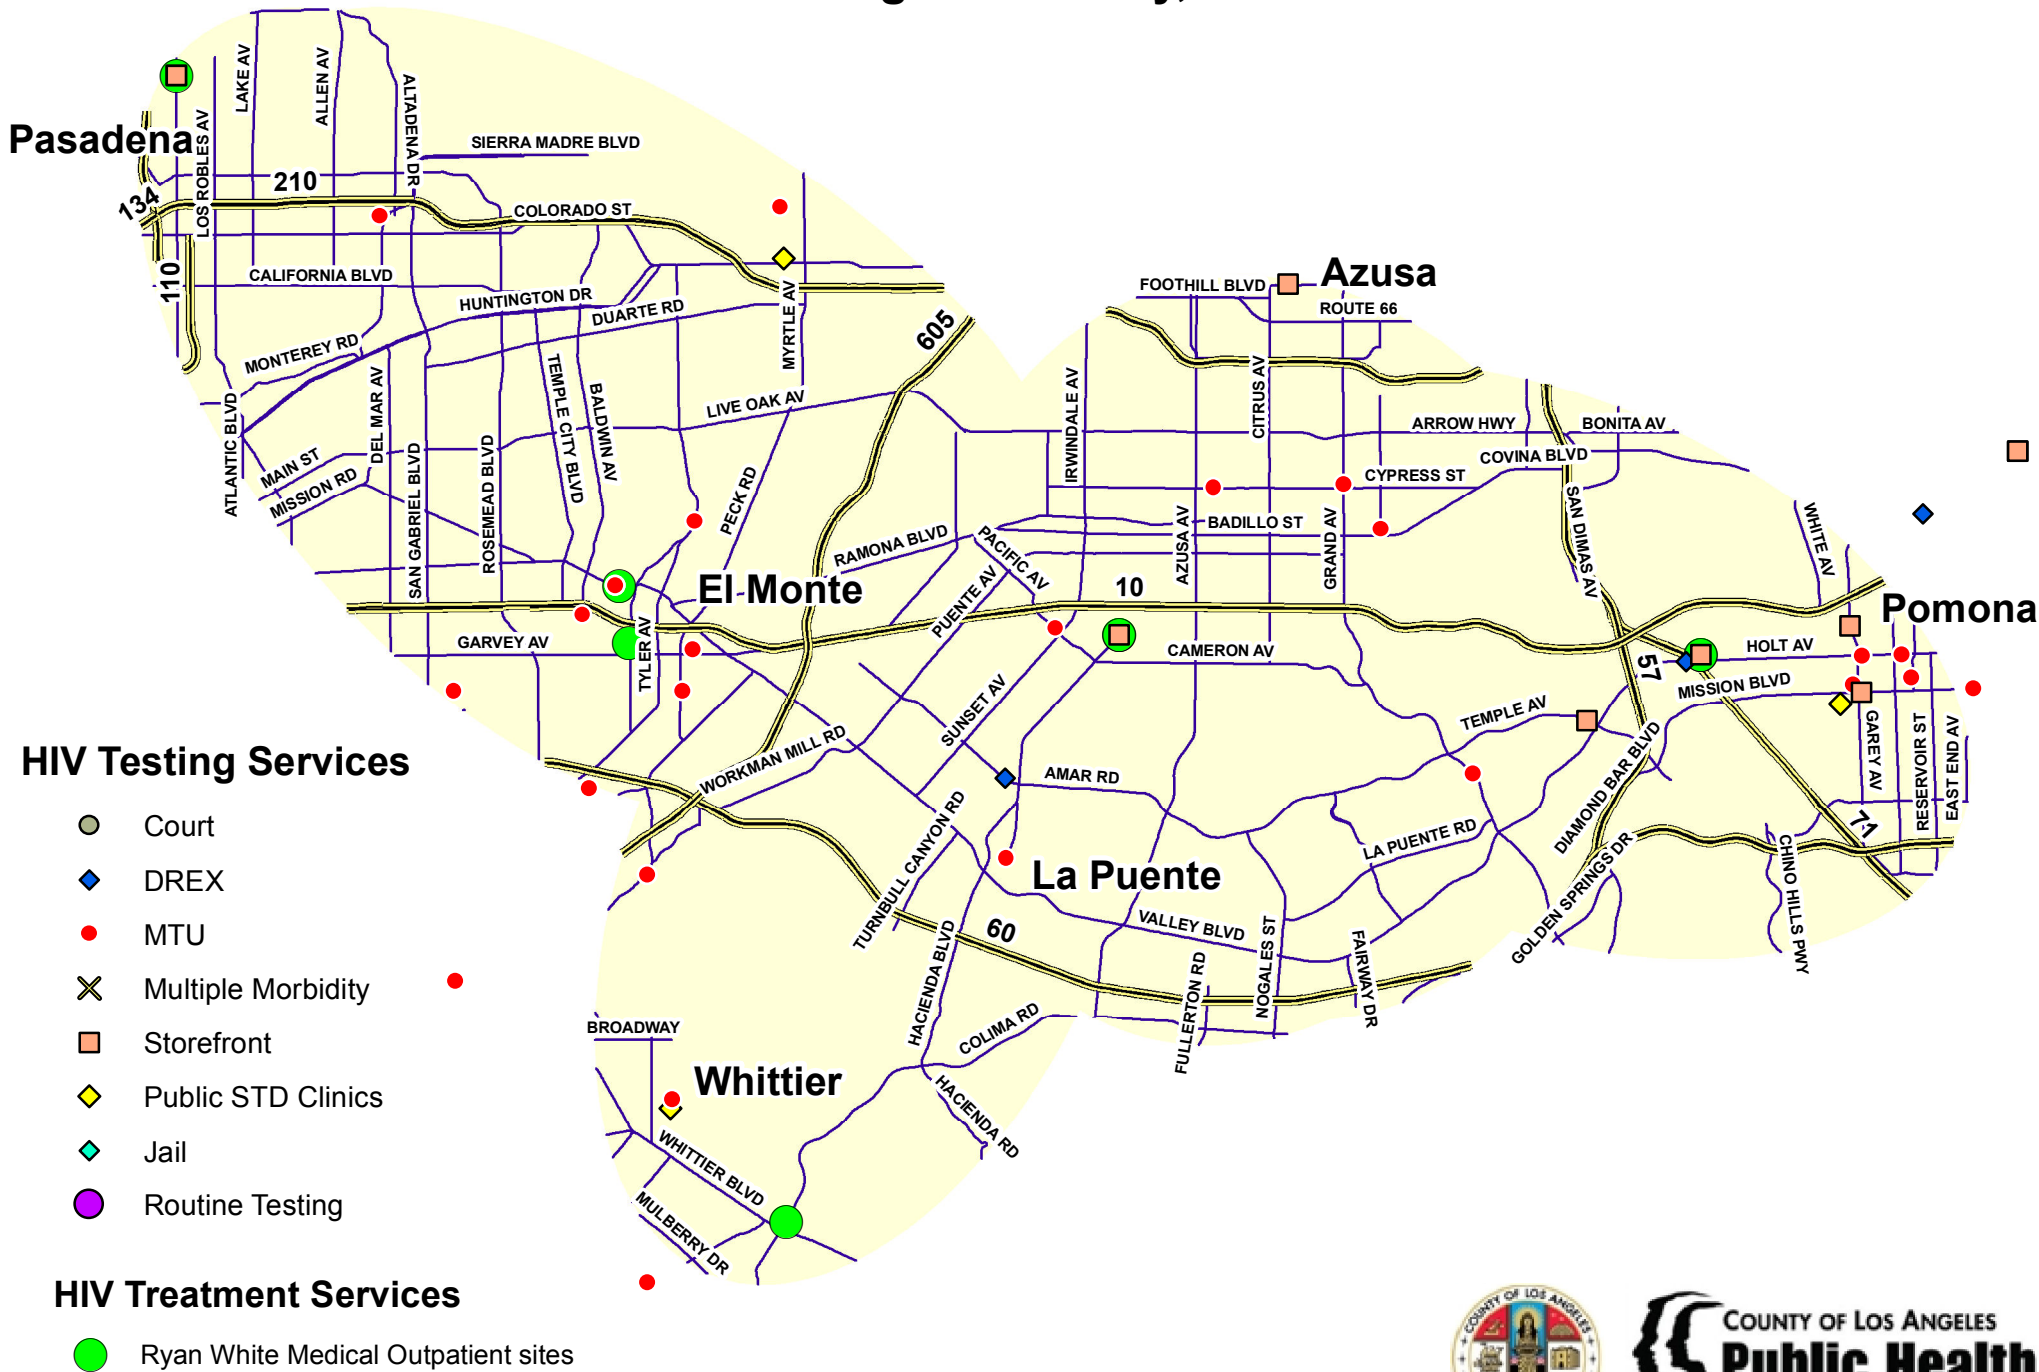 Pasadena
LAKE AV
ALLEN AV
ALTADENA DR
LOS ROBLES AV
SIERRA MADRE BLVD
134
210
COLORADO ST
110
CALIFORNIA BLVD
HUNTINGTON DR
DUARTE RD
MYRTLE AV
605
MONTEREY RD
FOOTHILL BLVD
Azusa
ROUTE 66
ATLANTIC BLVD
DEL MAR AV
TEMPLE CITY BLVD
BALDWIN AV
LIVE OAK AV
IRWINDALE AV
CITRUS AV
ARROW HWY
BONITA AV
MAIN ST
MISSION RD
SAN GABRIEL BLVD
ROSEMEAD BLVD
PECK RD
COVINA BLVD
CYPRESS ST
RAMONA BLVD
PACIFIC AV
AZUSA AV
BADILLO ST
GRAND AV
SAN DIMAS AV
WHITE AV
El Monte
PUENTE AV
10
Pomona
GARVEY AV
TYLER AV
CAMERON AV
57
HOLT AV
MISSION BLVD
SUNSET AV
TEMPLE AV
GAREY AV
RESERVOIR ST
EAST END AV
WORKMAN MILL RD
AMAR RD
DIAMOND BAR BLVD
TURNBULL CANYON RD
LA PUENTE RD
71
La Puente
GOLDEN SPRINGS DR
CHINO HILLS PWY
60
VALLEY BLVD
HACIENDA BLVD
FULLERTON RD
NOGALES ST
FAIRWAY DR
BROADWAY
COLIMA RD
Whittier
HACIENDA RD
WHITTIER BLVD
MULBERRY DR
HIV Testing Services
Court
DREX
MTU
Multiple Morbidity
Storefront
Public STD Clinics
Jail
Routine Testing
HIV Treatment Services
Ryan White Medical Outpatient sites
COUNTY OF LOS ANGELES
COUNTY OF LOS ANGELES
Public Health